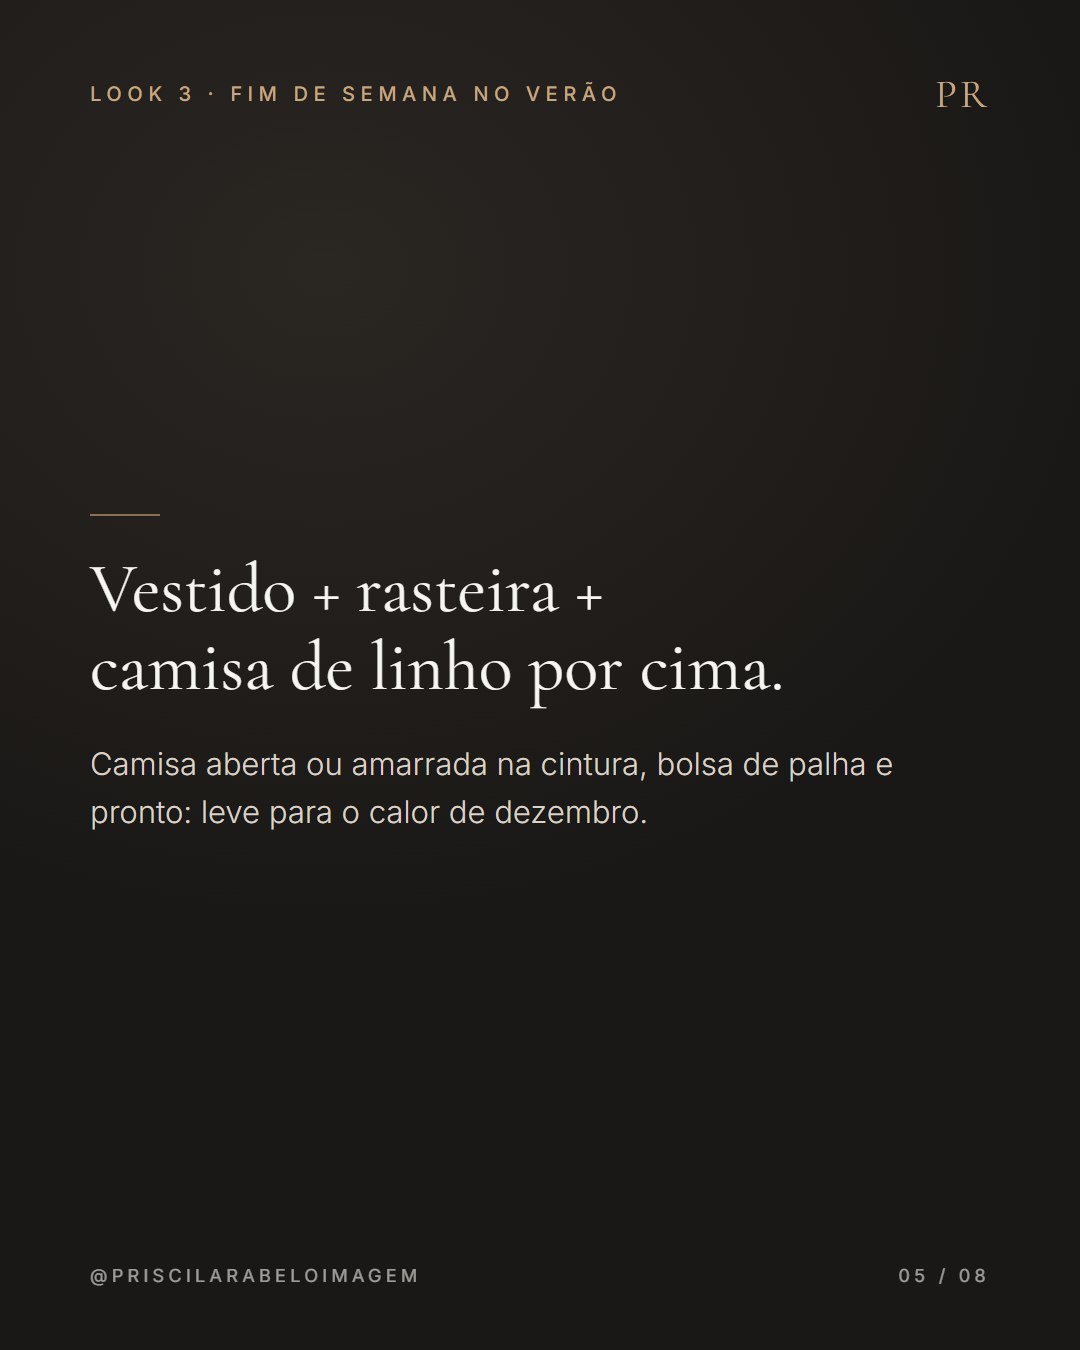 LOOK 3 · FIM DE SEMANA NO VERÃO
PR
Vestido + rasteira +
camisa de linho por cima.
Camisa aberta ou amarrada na cintura, bolsa de palha e
pronto: leve para o calor de dezembro.
@PRISCILARABELOIMAGEM
05 / 08